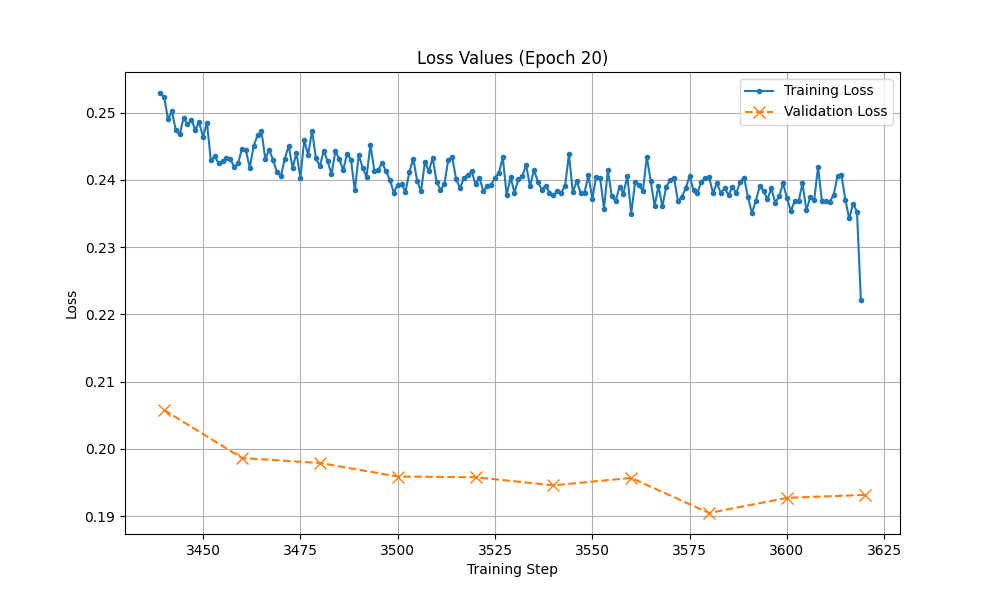 Loss Values (Epoch 20)
Training Loss
Validation Loss
0.25
0.24
0.23
0.22
0.21
0.20
0.19
Loss
3450 3475 3500 3525 3550 3575 3600 3625
Training Step